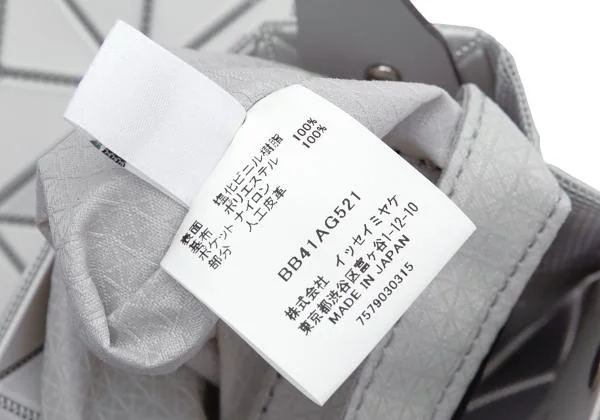 表面 塩化ビニル樹脂 100%
基布 ポリエステル 100%
ポケット ナイロン
部分 人工皮革
BB41AG521
株式会社 イッセイミヤケ
東京都渋谷区富ヶ谷1-12-10
MADE IN JAPAN
7579030315